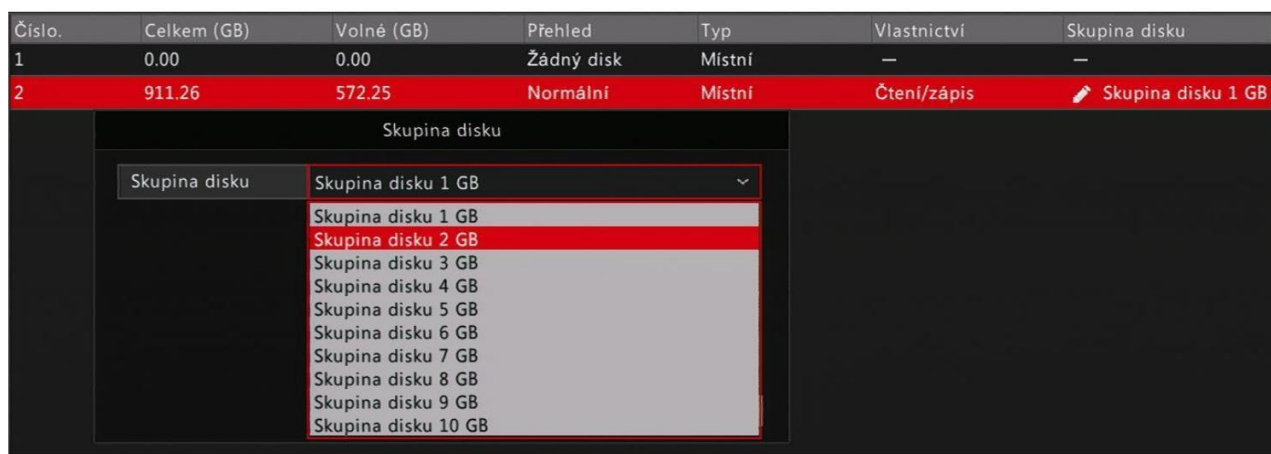 Číslo. Celkem (GB) Volné (GB) Přehled Typ Vlastnictví Skupina disku
1 0.00 0.00 Žádný disk Místní — —
2 911.26 572.25 Normální Místní Čtení/zápis Skupina disku 1 GB
Skupina disku
Skupina disku Skupina disku 1 GB
Skupina disku 1 GB
Skupina disku 2 GB
Skupina disku 3 GB
Skupina disku 4 GB
Skupina disku 5 GB
Skupina disku 6 GB
Skupina disku 7 GB
Skupina disku 8 GB
Skupina disku 9 GB
Skupina disku 10 GB